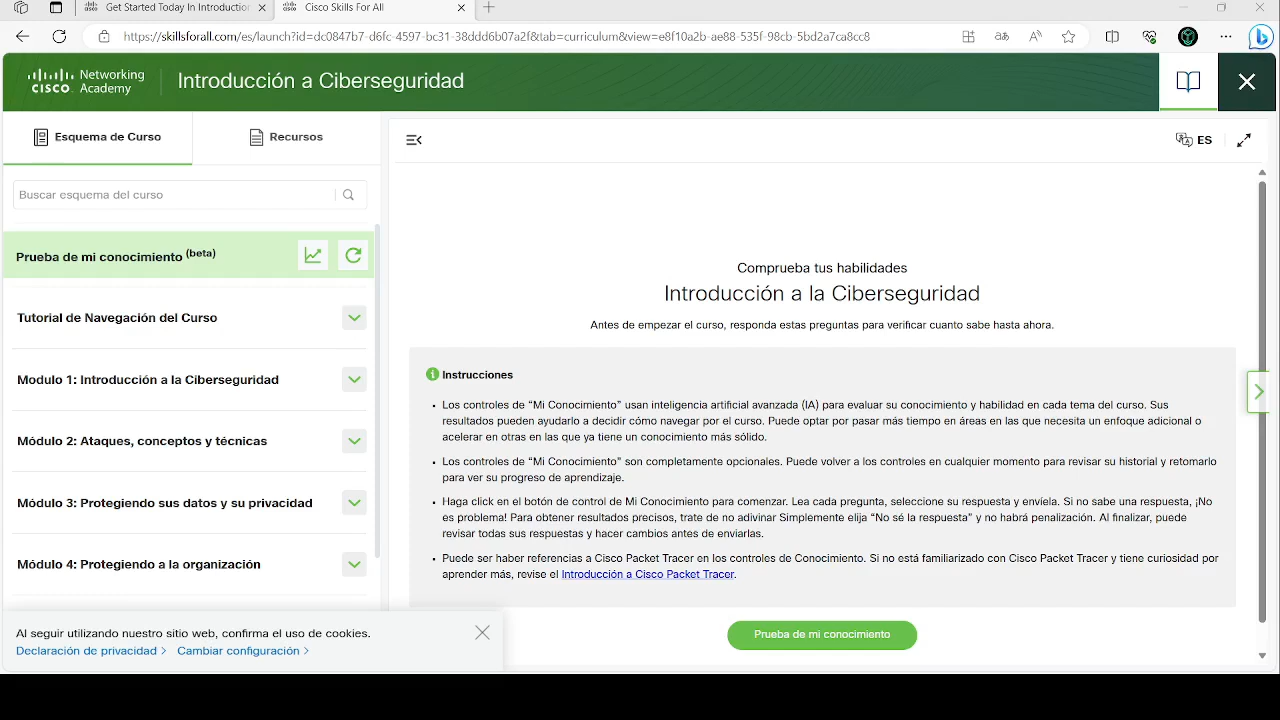 Get Started Today In Introduction
Cisco Skills For All
https://skillsforall.com/es/launch?id=dc0847b7-d6fc-4597-bc31-38ddd6b07a2f&tab=curriculum&view=e8f10a2b-ae88-535f-98cb-5bd2a7ca8cc8
Networking
CISCO Academy
Introducción a Ciberseguridad
Esquema de Curso
Recursos
ES
Buscar esquema del curso
Prueba de mi conocimiento (beta)
Tutorial de Navegación del Curso
Modulo 1: Introducción a la Ciberseguridad
Módulo 2: Ataques, conceptos y técnicas
Módulo 3: Protegiendo sus datos y su privacidad
Módulo 4: Protegiendo a la organización
Comprueba tus habilidades
Introducción a la Ciberseguridad
Antes de empezar el curso, responda estas preguntas para verificar cuanto sabe hasta ahora.
Instrucciones
• Los controles de “Mi Conocimiento” usan inteligencia artificial avanzada (IA) para evaluar su conocimiento y habilidad en cada tema del curso. Sus
resultados pueden ayudarlo a decidir cómo navegar por el curso. Puede optar por pasar más tiempo en áreas en las que necesita un enfoque adicional o
acelerar en otras en las que ya tiene un conocimiento más sólido.
• Los controles de “Mi Conocimiento” son completamente opcionales. Puede volver a los controles en cualquier momento para revisar su historial y retomarlo
para ver su progreso de aprendizaje.
• Haga click en el botón de control de Mi Conocimiento para comenzar. Lea cada pregunta, seleccione su respuesta y envíela. Si no sabe una respuesta, ¡No
es problema! Para obtener resultados precisos, trate de no adivinar Simplemente elija “No sé la respuesta” y no habrá penalización. Al finalizar, puede
revisar todas sus respuestas y hacer cambios antes de enviarlas.
• Puede ser haber referencias a Cisco Packet Tracer en los controles de Conocimiento. Si no está familiarizado con Cisco Packet Tracer y tiene curiosidad por
aprender más, revise el Introducción a Cisco Packet Tracer.
Prueba de mi conocimiento
Al seguir utilizando nuestro sitio web, confirma el uso de cookies.
Declaración de privacidad > Cambiar configuración >